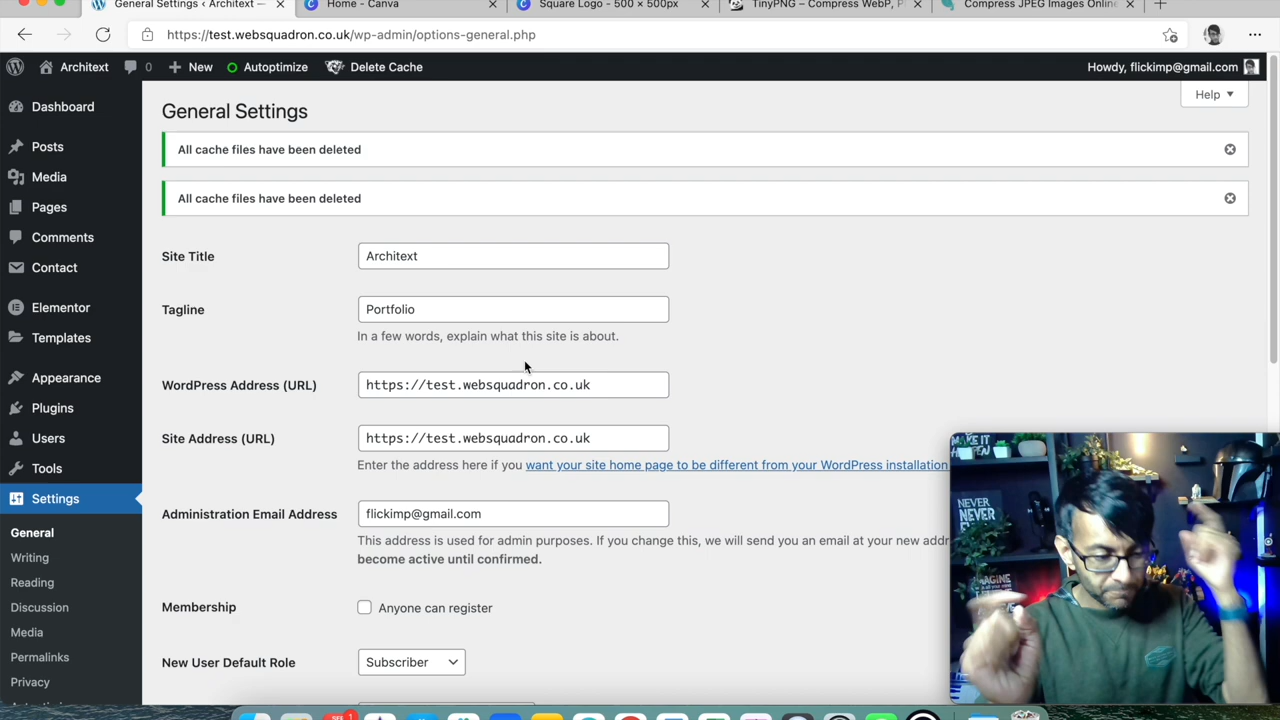 General Settings ‹ Architext —
Home - Canva
Square Logo - 500 × 500px
TinyPNG – Compress WebP, P
Compress JPEG Images Online
https://test.websquadron.co.uk/wp-admin/options-general.php
Architext
0
New
Autoptimize
Delete Cache
Howdy, flickimp@gmail.com
Help
Dashboard
Posts
Media
Pages
Comments
Contact
Elementor
Templates
Appearance
Plugins
Users
Tools
Settings
General
Writing
Reading
Discussion
Media
Permalinks
Privacy
General Settings
All cache files have been deleted
All cache files have been deleted
Site Title
Architext
Tagline
Portfolio
In a few words, explain what this site is about.
WordPress Address (URL)
https://test.websquadron.co.uk
Site Address (URL)
https://test.websquadron.co.uk
Enter the address here if you want your site home page to be different from your WordPress installation
Administration Email Address
flickimp@gmail.com
This address is used for admin purposes. If you change this, we will send you an email at your new addr
become active until confirmed.
Membership
Anyone can register
New User Default Role
Subscriber
MAKE IT
HAPPEN
NEVER
NEVER
IMAGINE